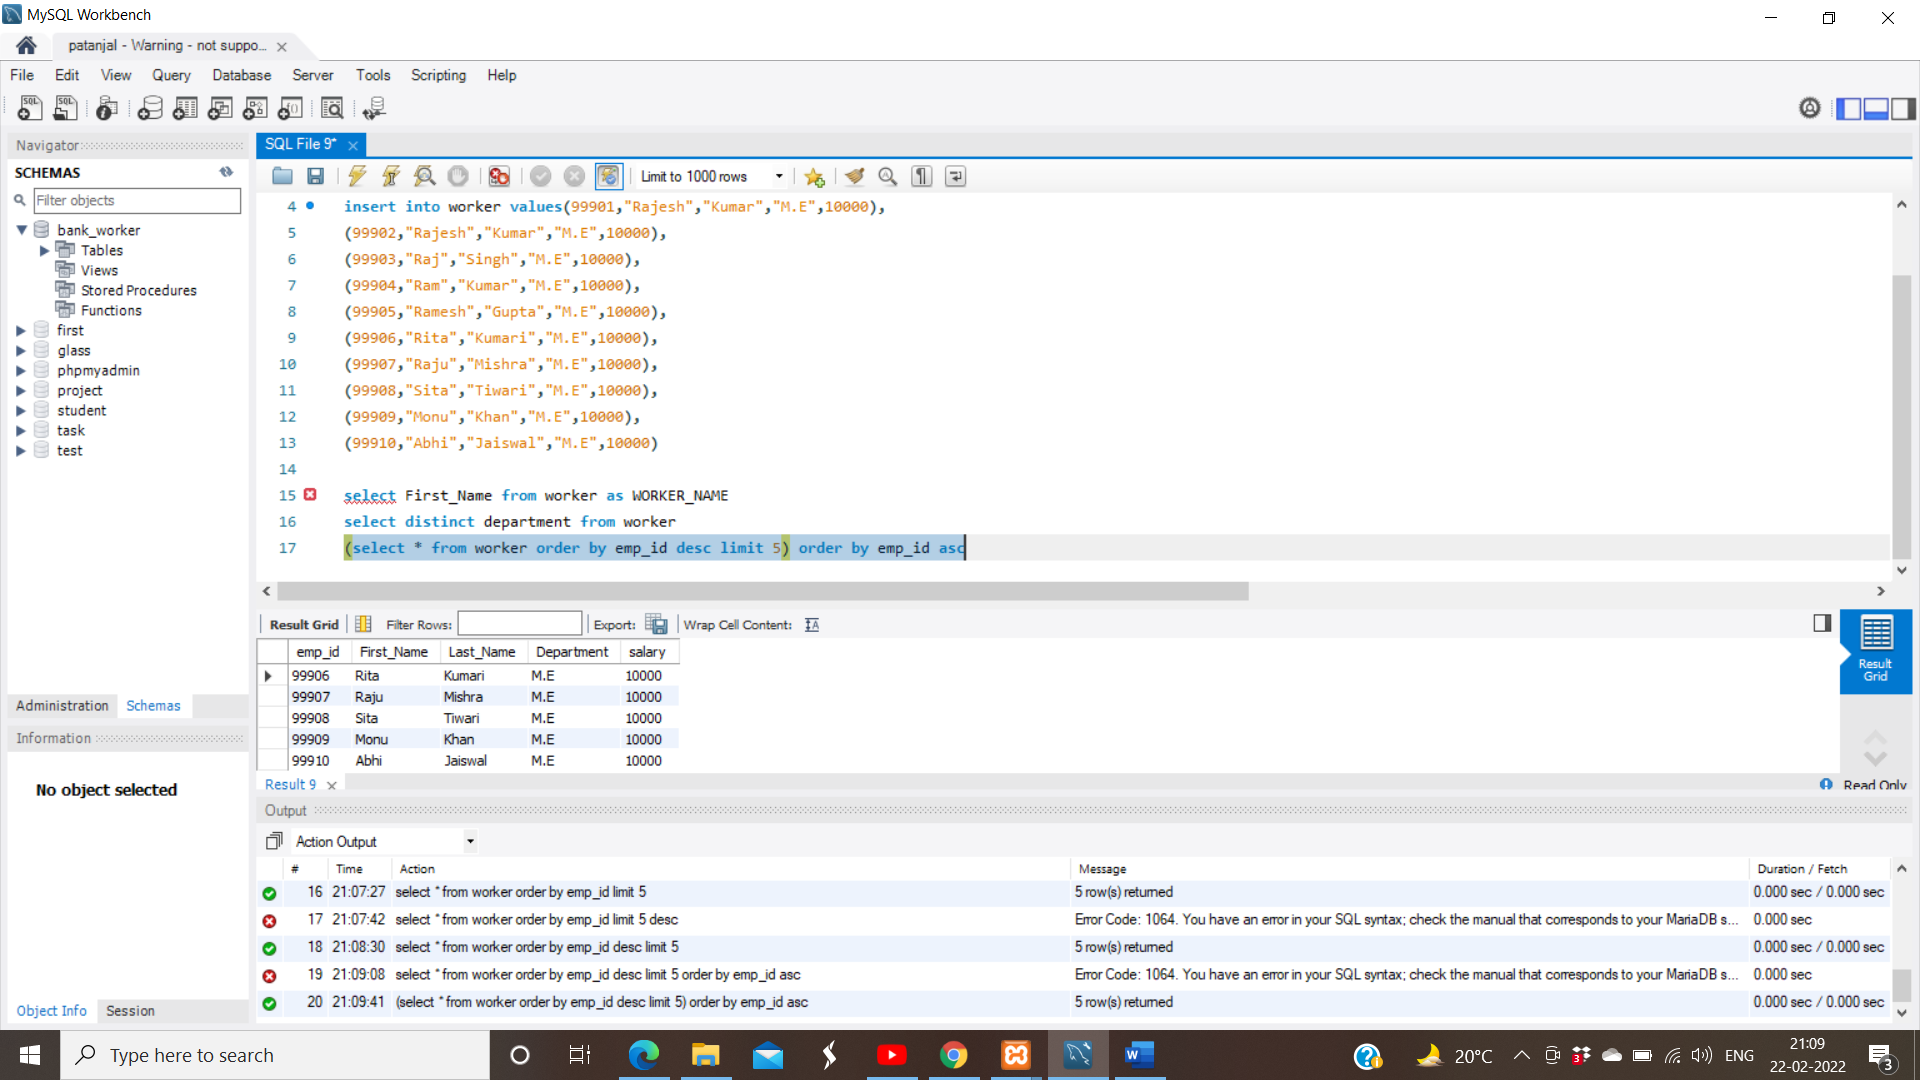 MySQL Workbench
patanjal - Warning - not suppo...
File Edit View Query Database Server Tools Scripting Help
Navigator
SCHEMAS
Filter objects
bank_worker
Tables
Views
Stored Procedures
Functions
first
glass
phpmyadmin
project
student
task
test
Administration Schemas
Information
No object selected
Object Info Session
SQL File 9*
Limit to 1000 rows
4 insert into worker values(99901,"Rajesh","Kumar","M.E",10000),
5 (99902,"Rajesh","Kumar","M.E",10000),
6 (99903,"Raj","Singh","M.E",10000),
7 (99904,"Ram","Kumar","M.E",10000),
8 (99905,"Ramesh","Gupta","M.E",10000),
9 (99906,"Rita","Kumari","M.E",10000),
10 (99907,"Raju","Mishra","M.E",10000),
11 (99908,"Sita","Tiwari","M.E",10000),
12 (99909,"Monu","Khan","M.E",10000),
13 (99910,"Abhi","Jaiswal","M.E",10000)
14
15 select First_Name from worker as WORKER_NAME
16 select distinct department from worker
17 (select * from worker order by emp_id desc limit 5) order by emp_id asc
Result Grid Filter Rows: Export: Wrap Cell Content:
emp_id First_Name Last_Name Department salary
99906 Rita Kumari M.E 10000
99907 Raju Mishra M.E 10000
99908 Sita Tiwari M.E 10000
99909 Monu Khan M.E 10000
99910 Abhi Jaiswal M.E 10000
Result
Grid
Result 9
Read Only
Output
Action Output
# Time Action Message Duration / Fetch
16 21:07:27 select * from worker order by emp_id limit 5 5 row(s) returned 0.000 sec / 0.000 sec
17 21:07:42 select * from worker order by emp_id limit 5 desc Error Code: 1064. You have an error in your SQL syntax; check the manual that corresponds to your MariaDB s... 0.000 sec
18 21:08:30 select * from worker order by emp_id desc limit 5 5 row(s) returned 0.000 sec / 0.000 sec
19 21:09:08 select * from worker order by emp_id desc limit 5 order by emp_id asc Error Code: 1064. You have an error in your SQL syntax; check the manual that corresponds to your MariaDB s... 0.000 sec
20 21:09:41 (select * from worker order by emp_id desc limit 5) order by emp_id asc 5 row(s) returned 0.000 sec / 0.000 sec
Type here to search
20°C
ENG
21:09
22-02-2022
3